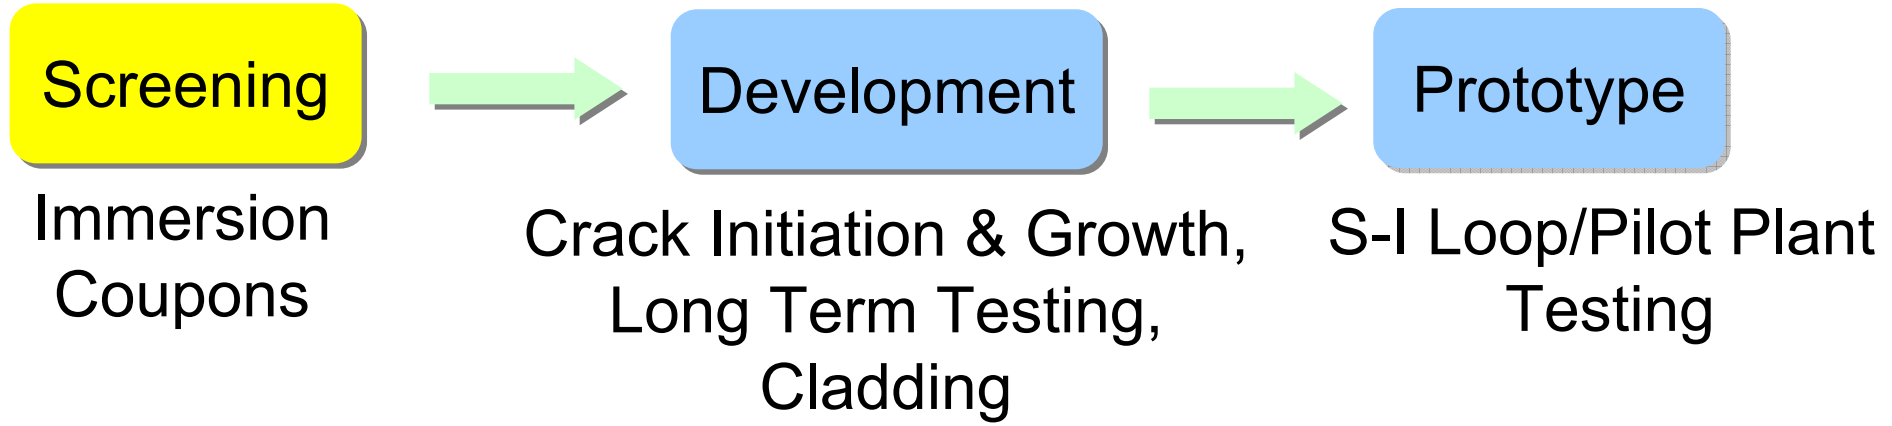 Screening
Immersion
Coupons
Development
Crack Initiation & Growth,
Long Term Testing,
Cladding
Prototype
S-I Loop/Pilot Plant
Testing